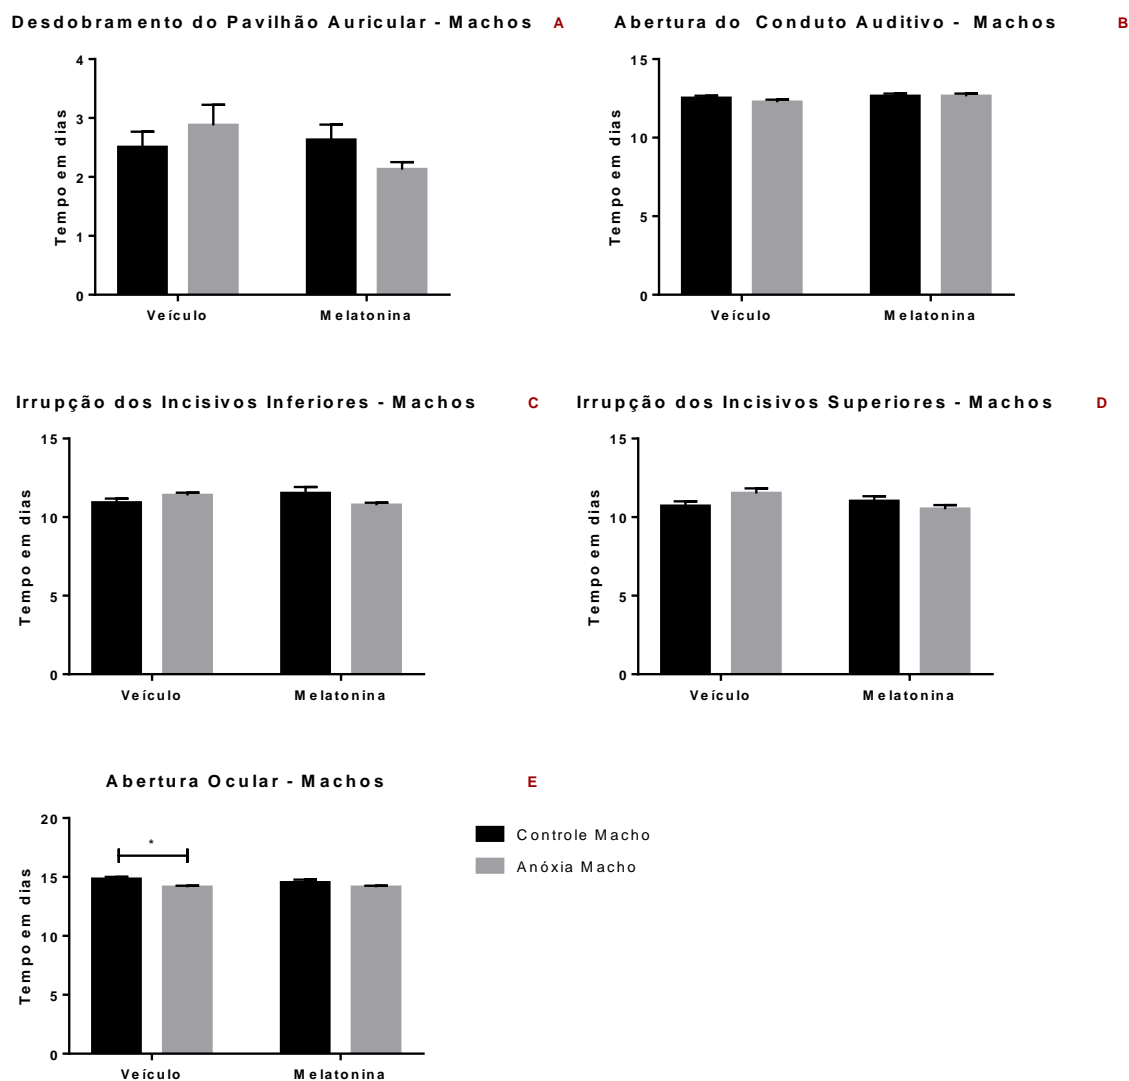 Desdobramento do Pavilhão Auricular - Machos A
4
3
2
1
0
Tempo em dias
Veículo Melatonina
Abertura do Conduto Auditivo - Machos B
15
10
5
0
Tempo em dias
Veículo Melatonina
Irrupção dos Incisivos Inferiores - Machos C
15
10
5
0
Tempo em dias
Veículo Melatonina
Irrupção dos Incisivos Superiores - Machos D
15
10
5
0
Tempo em dias
Veículo Melatonina
Abertura Ocular - Machos E
20
15
10
5
0
Tempo em dias
*
Veículo Melatonina
Controle Macho
Anóxia Macho